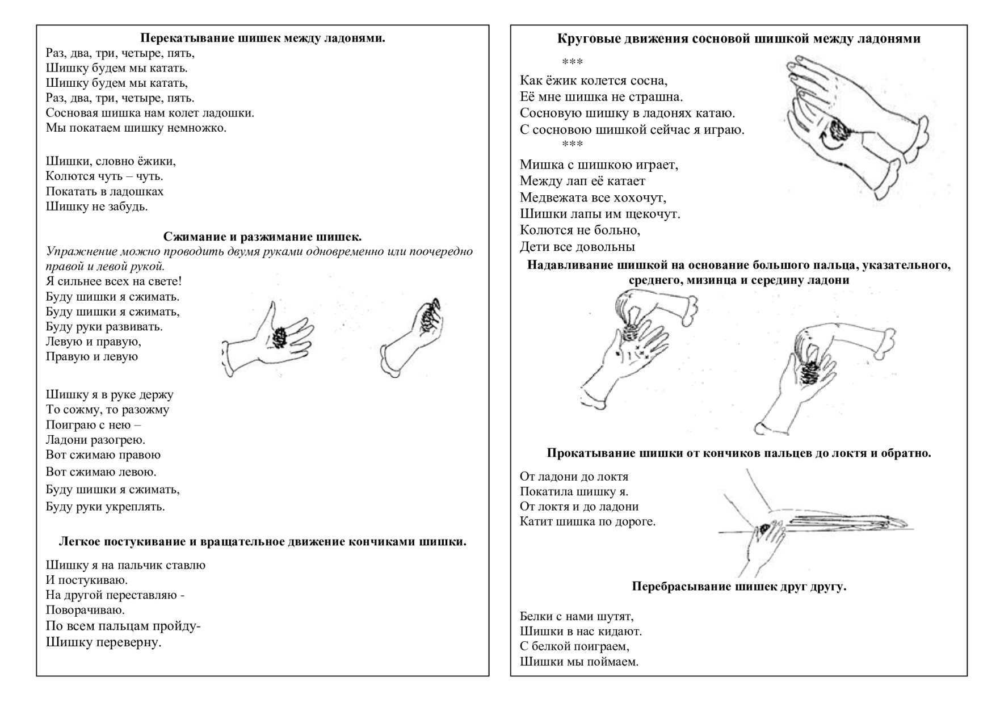 Перекатывание шишек между ладонями.
Раз, два, три, четыре, пять,
Шишку будем мы катать.
Шишку будем мы катать,
Раз, два, три, четыре, пять.
Сосновая шишка нам колет ладошки.
Мы покатаем шишку немножко.
Шишки, словно ёжики,
Колются чуть – чуть.
Покатать в ладошках
Шишку не забудь.
Сжимание и разжимание шишек.
Упражнение можно проводить двумя руками одновременно или поочередно
правой и левой рукой.
Я сильнее всех на свете!
Буду шишки я сжимать.
Буду шишки я сжимать,
Буду руки развивать.
Левую и правую,
Правую и левую
Шишку я в руке держу
То сожму, то разожму
Поиграю с нею –
Ладони разогрею.
Вот сжимаю правою
Вот сжимаю левою.
Буду шишки я сжимать,
Буду руки укреплять.
Легкое постукивание и вращательное движение кончиками шишки.
Шишку я на пальчик ставлю
И постукиваю.
На другой переставляю -
Поворачиваю.
По всем пальцам пройду-
Шишку переверну.
Круговые движения сосновой шишкой между ладонями
***
Как ёжик колется сосна,
Её мне шишка не страшна.
Сосновую шишку в ладонях катаю.
С сосновою шишкой сейчас я играю.
***
Мишка с шишкою играет,
Между лап её катает
Медвежата все хохочут,
Шишки лапы им щекочут.
Колются не больно,
Дети все довольны
Надавливание шишкой на основание большого пальца, указательного,
среднего, мизинца и середину ладони
Прокатывание шишки от кончиков пальцев до локтя и обратно.
От ладони до локтя
Покатила шишку я.
От локтя и до ладони
Катит шишка по дороге.
Перебрасывание шишек друг другу.
Белки с нами шутят,
Шишки в нас кидают.
С белкой поиграем,
Шишки мы поймаем.